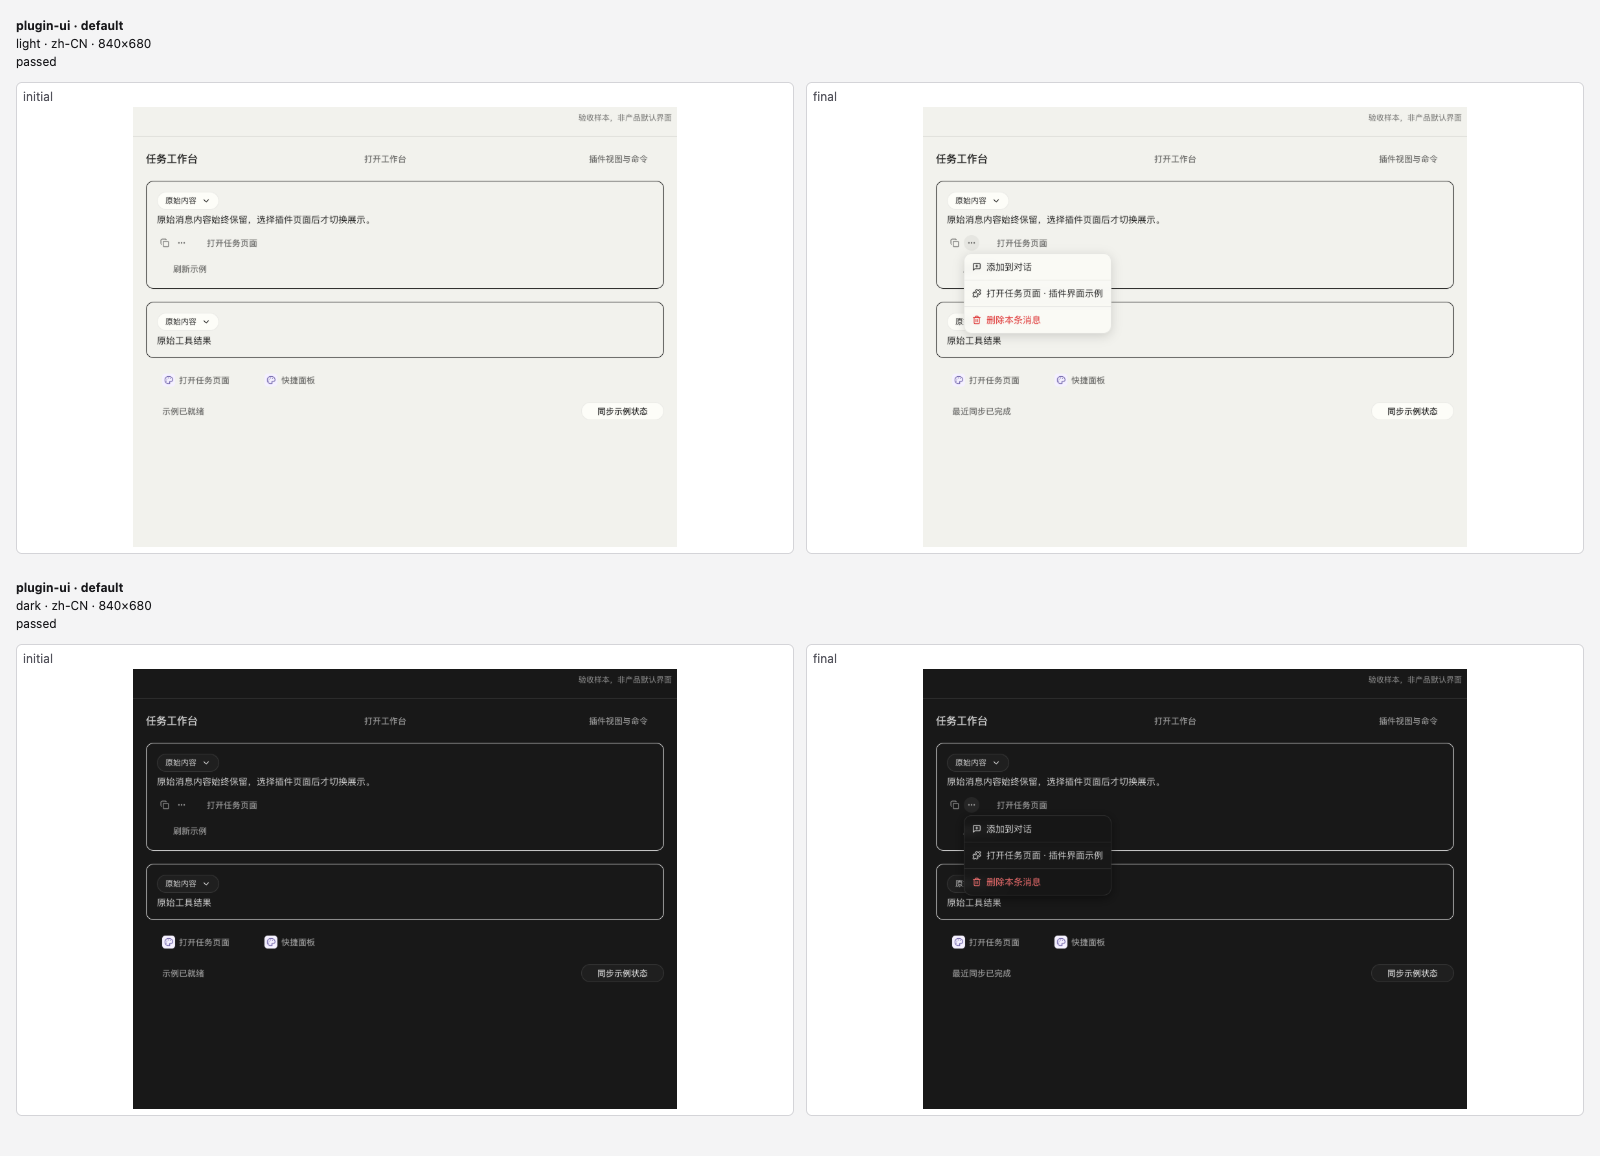 plugin-ui · default
light · zh-CN · 840×680
passed
initial
验收样本，非产品默认界面
任务工作台 打开工作台 插件视图与命令
原始内容
原始消息内容始终保留，选择插件页面后才切换展示。
打开任务页面
刷新示例
原始内容
原始工具结果
打开任务页面 快捷面板
示例已就绪 同步示例状态
final
验收样本，非产品默认界面
任务工作台 打开工作台 插件视图与命令
原始内容
原始消息内容始终保留，选择插件页面后才切换展示。
打开任务页面
添加到对话
打开任务页面 · 插件界面示例
删除本条消息
原始工具结果
打开任务页面 快捷面板
最近同步已完成 同步示例状态
plugin-ui · default
dark · zh-CN · 840×680
passed
initial
验收样本，非产品默认界面
任务工作台 打开工作台 插件视图与命令
原始内容
原始消息内容始终保留，选择插件页面后才切换展示。
打开任务页面
刷新示例
原始内容
原始工具结果
打开任务页面 快捷面板
示例已就绪 同步示例状态
final
验收样本，非产品默认界面
任务工作台 打开工作台 插件视图与命令
原始内容
原始消息内容始终保留，选择插件页面后才切换展示。
打开任务页面
添加到对话
打开任务页面 · 插件界面示例
删除本条消息
原始工具结果
打开任务页面 快捷面板
最近同步已完成 同步示例状态